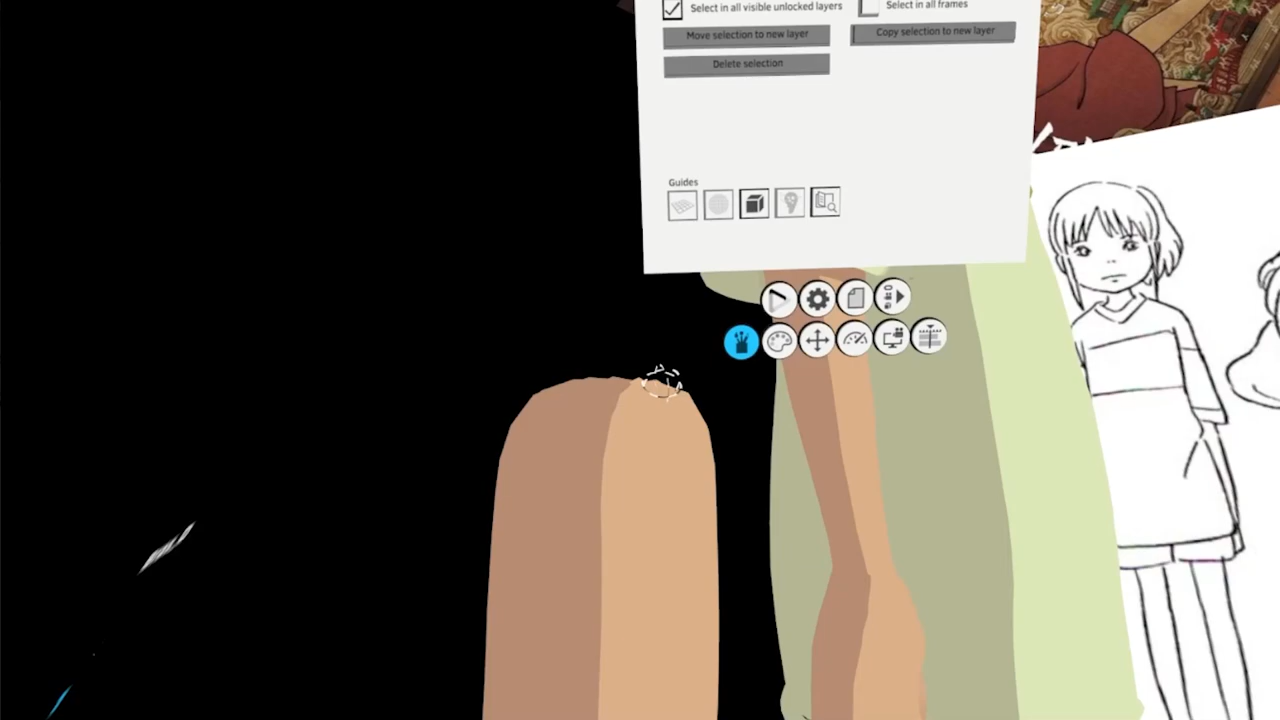 Select in all visible unlocked layers
Select in all frames
Move selection to new layer
Copy selection to new layer
Delete selection
Guides